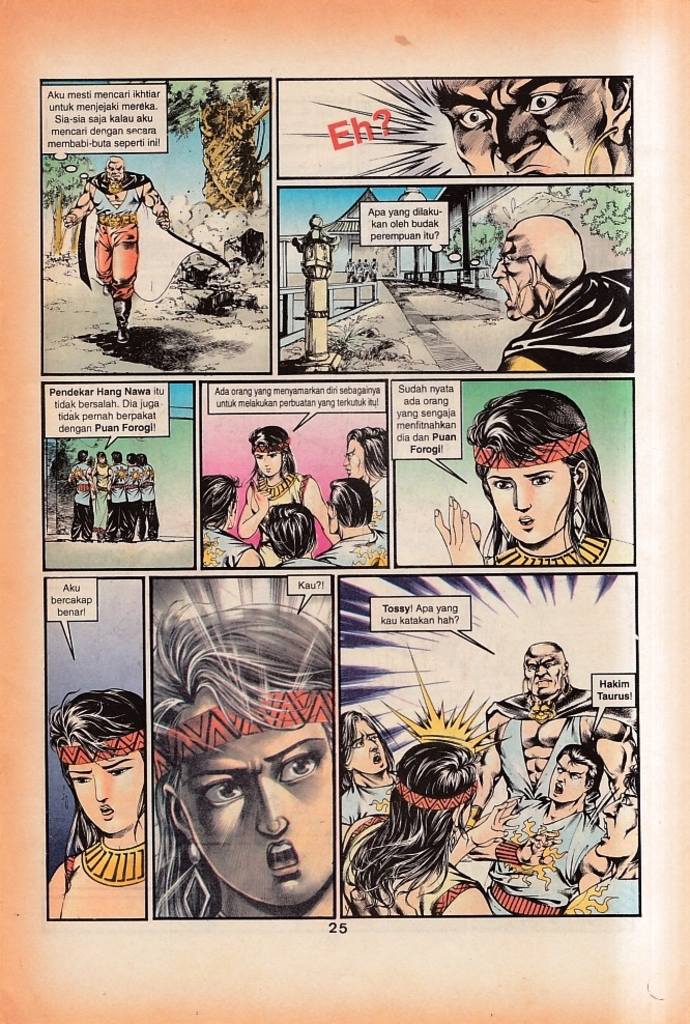 Aku mesti mencari ikhtiar
untuk menjejaki mereka.
Sia-sia saja kalau aku
mencari dengan secara
membabi-buta seperti ini!
Eh?
Apa yang dilaku-
kan oleh budak
perempuan itu?
Pendekar Hang Nawa itu
tidak bersalah. Dia juga
tidak pernah berpakat
dengan Puan Forogi!
Ada orang yang menyamarkan diri sebagainya
untuk melakukan perbuatan yang terkutuk itu!
Sudah nyata
ada orang
yang sengaja
menfitnahkan
dia dan Puan
Forogi!
Aku
bercakap
benar!
Kau?!
Tossy! Apa yang
kau katakan hah?
Hakim
Taurus!
25